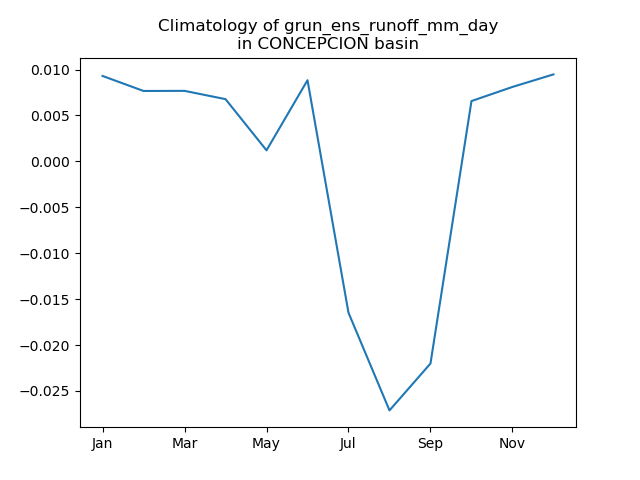 Climatology of grun_ens_runoff_mm_day
in CONCEPCION basin
0.010
0.005
0.000
−0.005
−0.010
−0.015
−0.020
−0.025
Jan Mar May Jul Sep Nov